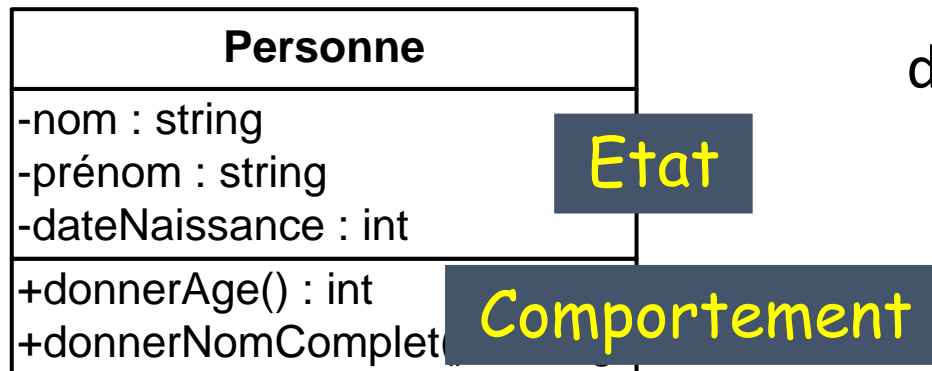 Personne
d
-nom : string
-prénom : string
Etat
-dateNaissance : int
+donnerAge() : int
Comportement
+donnerNomComplet(